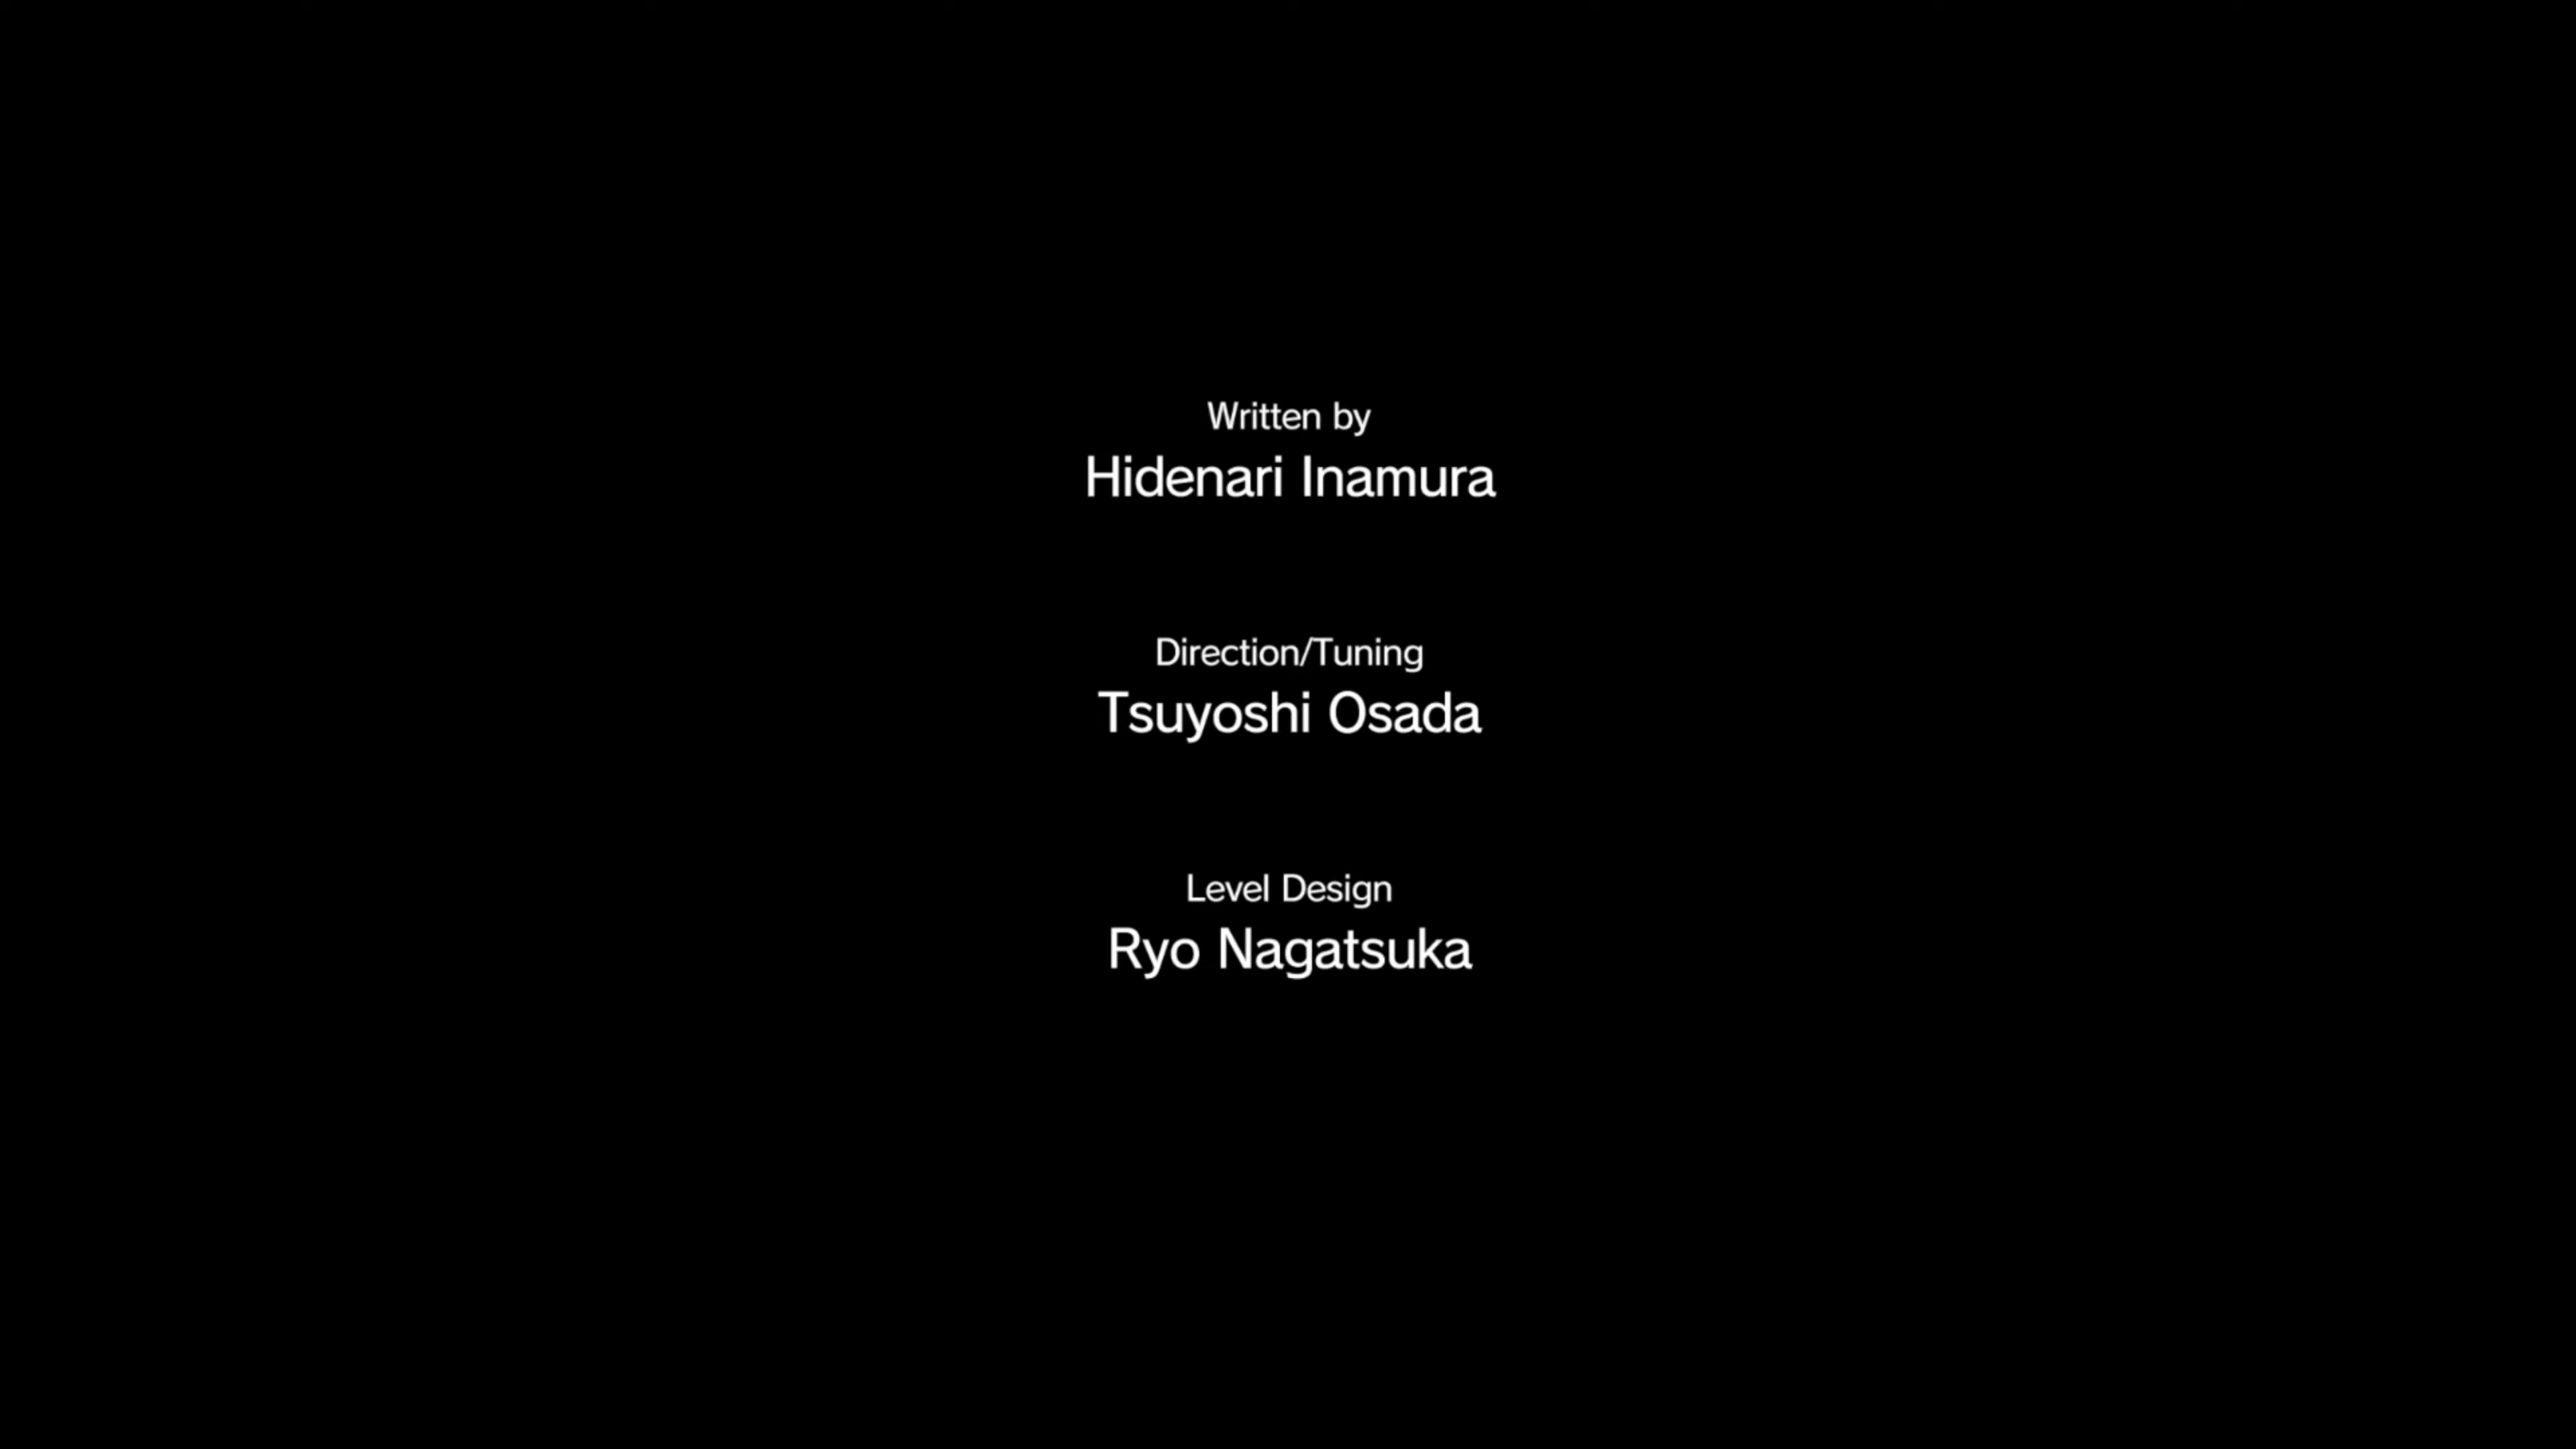 Written by
Hidenari Inamura
Direction/Tuning
Tsuyoshi Osada
Level Design
Ryo Nagatsuka